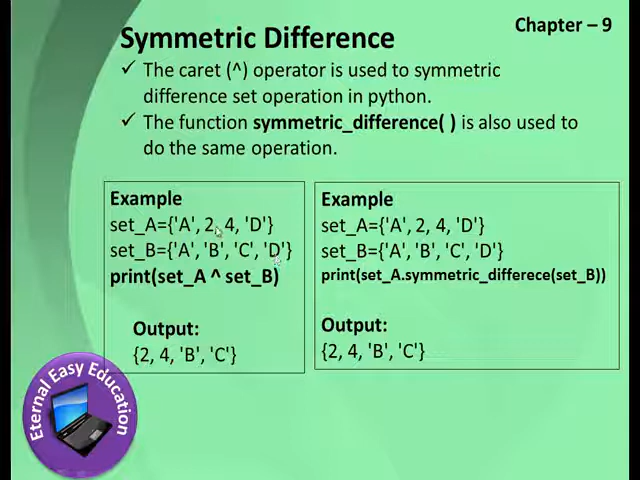 Chapter – 9
Symmetric Difference
✓ The caret (^) operator is used to symmetric
difference set operation in python.
✓ The function symmetric_difference( ) is also used to
do the same operation.
Example
set_A={'A', 2, 4, 'D'}
set_B={'A', 'B', 'C', 'D'}
print(set_A ^ set_B)
Output:
{2, 4, 'B', 'C'}
Example
set_A={'A', 2, 4, 'D'}
set_B={'A', 'B', 'C', 'D'}
print(set_A.symmetric_differece(set_B))
Output:
{2, 4, 'B', 'C'}
Eternal Easy Education